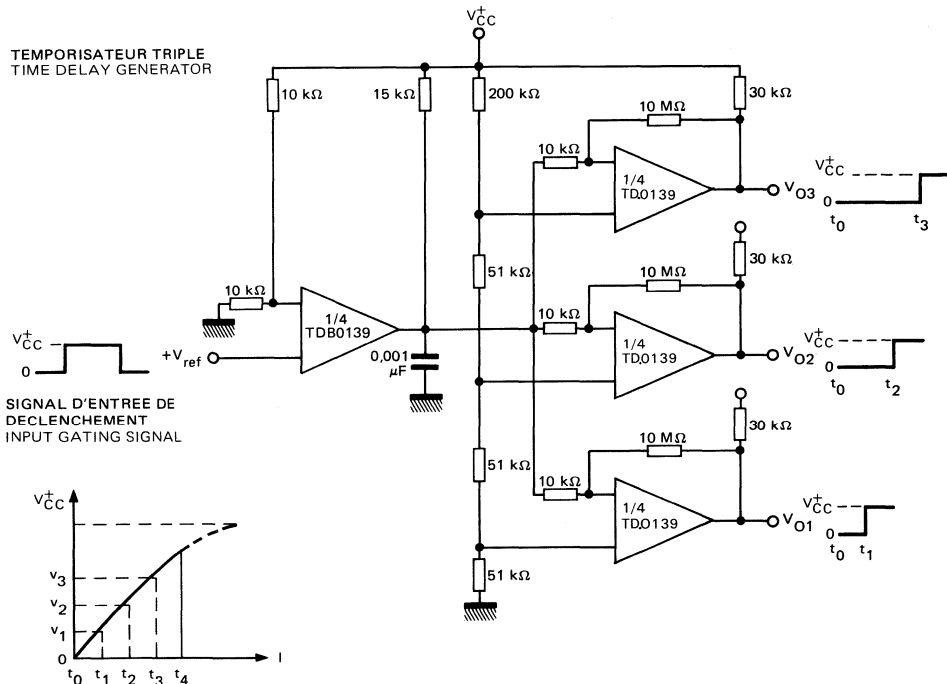 TEMPORISATEUR TRIPLE
TIME DELAY GENERATOR
V+CC
10 kΩ
15 kΩ
200 kΩ
30 kΩ
10 MΩ
10 kΩ
1/4
TD.0139
VO3
V+CC
0
t0
t3
51 kΩ
30 kΩ
10 MΩ
10 kΩ
1/4
TD.0139
VO2
V+CC
0
t0
t2
10 kΩ
1/4
TDB0139
+Vref
0,001
µF
V+CC
0
SIGNAL D'ENTREE DE
DECLENCHEMENT
INPUT GATING SIGNAL
51 kΩ
30 kΩ
10 MΩ
10 kΩ
1/4
TD.0139
VO1
V+CC
0
t0
t1
51 kΩ
V+CC
v3
v2
v1
0
t0
t1
t2
t3
t4
I